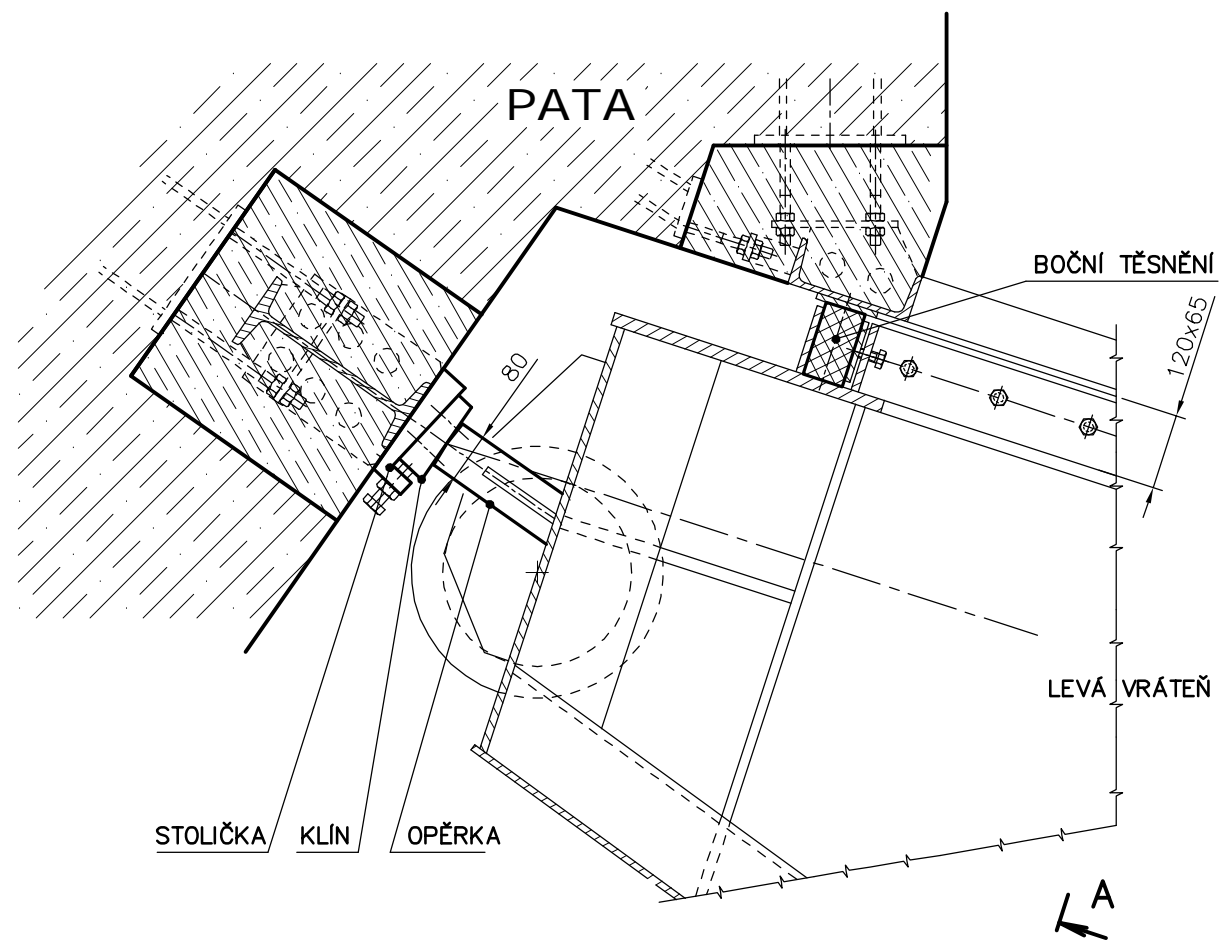 PATA
BOČNÍ TĚSNĚNÍ
120x65
80
LEVÁ VRÁTEŇ
STOLIČKA
KLÍN
OPĚRKA
A